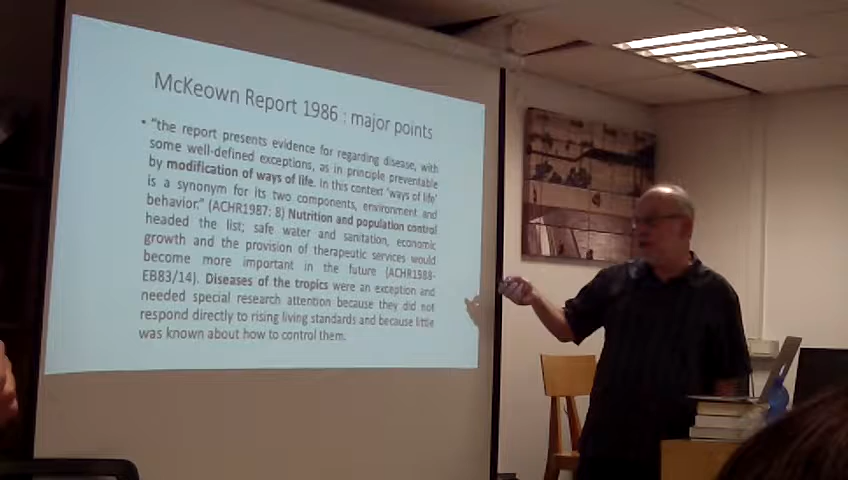 McKeown Report 1986 : major points
• "the report presents evidence for regarding disease, with
some well-defined exceptions, as in principle preventable
by modification of ways of life. In this context 'ways of life'
is a synonym for its two components, environment and
behavior." (ACHR1987: 8) Nutrition and population control
headed the list; safe water and sanitation, economic
growth and the provision of therapeutic services would
become more important in the future (ACHR1988-
EB83/14). Diseases of the tropics were an exception and
needed special research attention because they did not
respond directly to rising living standards and because little
was known about how to control them.